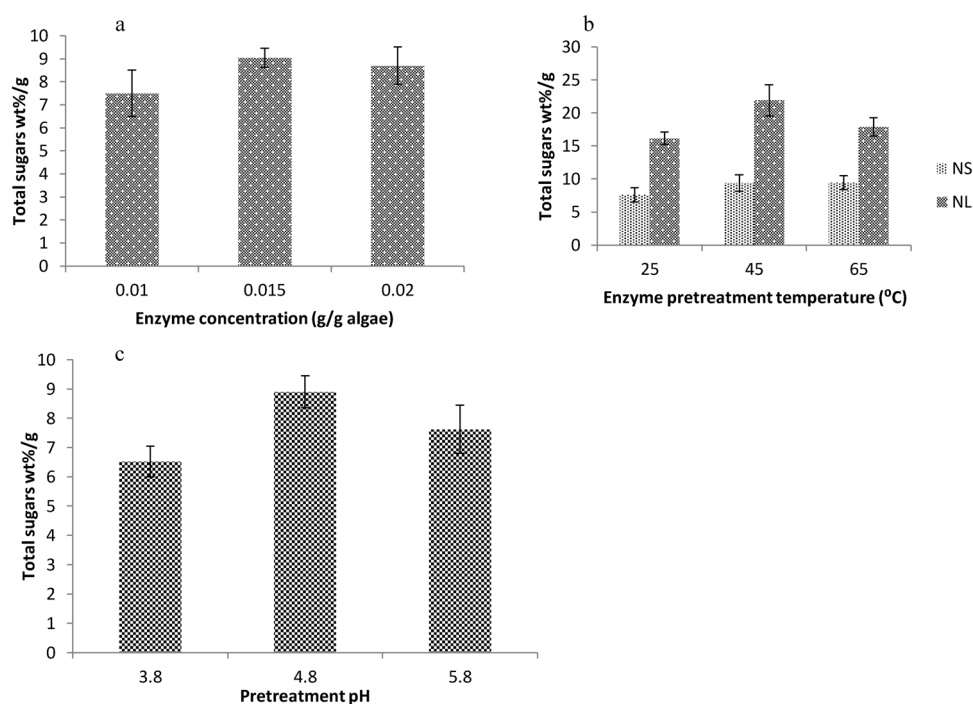 a
Total sugars wt%/g
10
9
8
7
6
5
4
3
2
1
0
0.01 0.015 0.02
Enzyme concentration (g/g algae)
b
Total sugars wt%/g
30
25
20
15
10
5
0
25 45 65
Enzyme pretreatment temperature (⁰C)
NS
NL
c
Total sugars wt%/g
10
9
8
7
6
5
4
3
2
1
0
3.8 4.8 5.8
Pretreatment pH